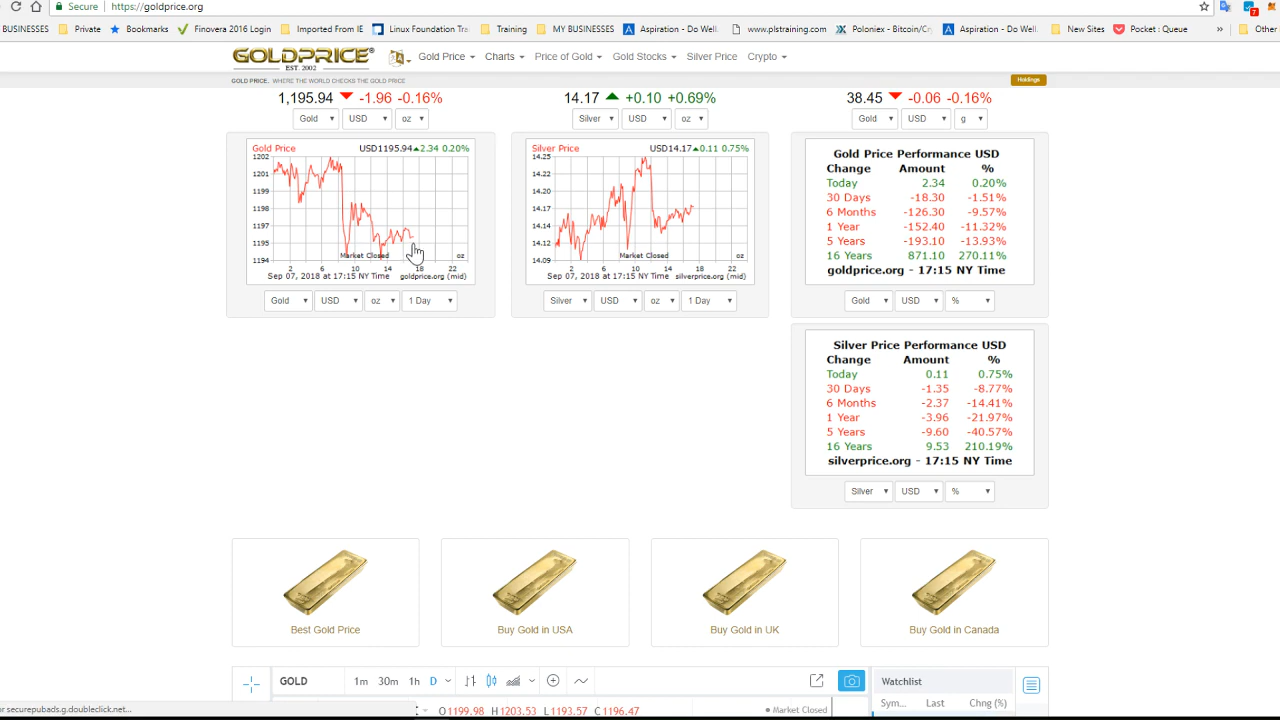 Secure https://goldprice.org
BUSINESSES Private Bookmarks Finovera 2016 Login Imported From IE Linux Foundation Tra Training MY BUSINESSES Aspiration - Do Well. www.plstraining.com Poloniex - Bitcoin/Cr Aspiration - Do Well. New Sites Pocket : Queue » Other
GOLDPRICE®
EST. 2002
Gold Price Charts Price of Gold Gold Stocks Silver Price Crypto
GOLD PRICE. WHERE THE WORLD CHECKS THE GOLD PRICE
Holdings
1,195.94 -1.96 -0.16%
Gold USD oz
14.17 +0.10 +0.69%
Silver USD oz
38.45 -0.06 -0.16%
Gold USD g
Gold Price USD1195.94 2.34 0.20%
1202
1201
1199
1198
1197
1195
1194
Market Closed oz
2 6 10 14 18 22
Sep 07, 2018 at 17:15 NY Time goldprice.org (mid)
Gold USD oz 1 Day
Silver Price USD14.17 0.11 0.75%
14.25
14.22
14.20
14.17
14.14
14.12
14.09
Market Closed oz
2 6 10 14 18 22
Sep 07, 2018 at 17:15 NY Time silverprice.org (mid)
Silver USD oz 1 Day
Gold Price Performance USD
Change Amount %
Today 2.34 0.20%
30 Days -18.30 -1.51%
6 Months -126.30 -9.57%
1 Year -152.40 -11.32%
5 Years -193.10 -13.93%
16 Years 871.10 270.11%
goldprice.org - 17:15 NY Time
Gold USD %
Silver Price Performance USD
Change Amount %
Today 0.11 0.75%
30 Days -1.35 -8.77%
6 Months -2.37 -14.41%
1 Year -3.96 -21.97%
5 Years -9.60 -40.57%
16 Years 9.53 210.19%
silverprice.org - 17:15 NY Time
Silver USD %
Best Gold Price
Buy Gold in USA
Buy Gold in UK
Buy Gold in Canada
GOLD 1m 30m 1h D
Watchlist
Sym... Last Chng (%)
or securepubads.g.doubleclick.net...
O1199.98 H1203.53 L1193.57 C1196.47
Market Closed